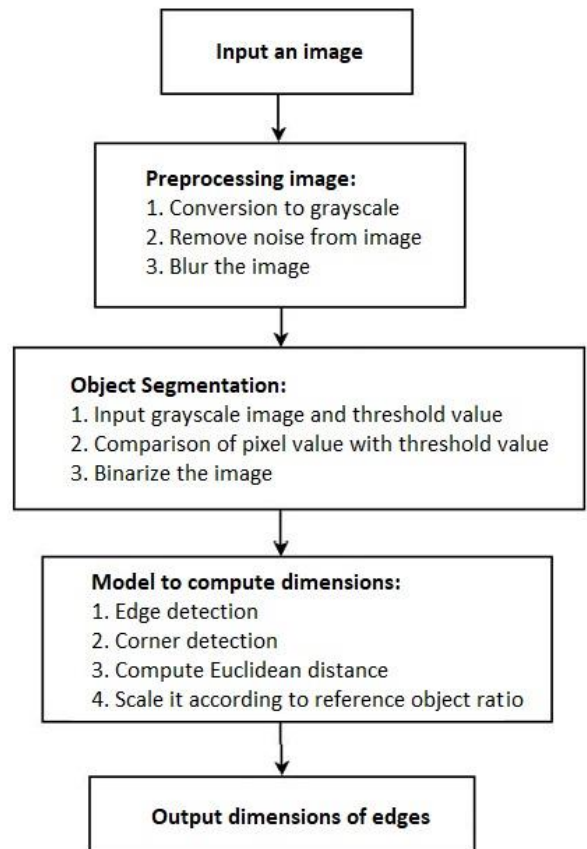 Input an image
Preprocessing image:
1. Conversion to grayscale
2. Remove noise from image
3. Blur the image
Object Segmentation:
1. Input grayscale image and threshold value
2. Comparison of pixel value with threshold value
3. Binarize the image
Model to compute dimensions:
1. Edge detection
2. Corner detection
3. Compute Euclidean distance
4. Scale it according to reference object ratio
Output dimensions of edges